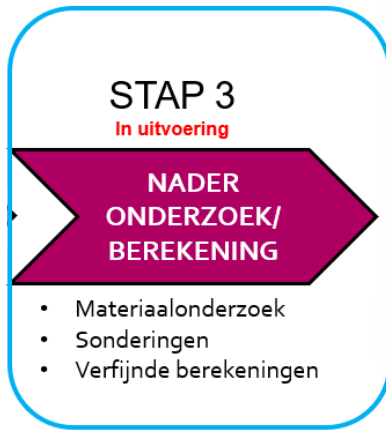 STAP 3
In uitvoering
NADER
ONDERZOEK/
BEREKENING
• Materiaalonderzoek
• Sonderingen
• Verfijnde berekeningen